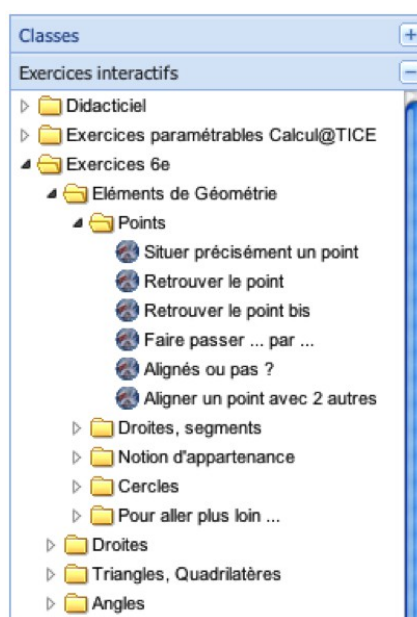 Classes
Exercices interactifs
Didacticiel
Exercices paramétrables Calcul@TICE
Exercices 6e
Eléments de Géométrie
Points
Situer précisément un point
Retrouver le point
Retrouver le point bis
Faire passer ... par ...
Alignés ou pas ?
Aligner un point avec 2 autres
Droites, segments
Notion d'appartenance
Cercles
Pour aller plus loin ...
Droites
Triangles, Quadrilatères
Angles